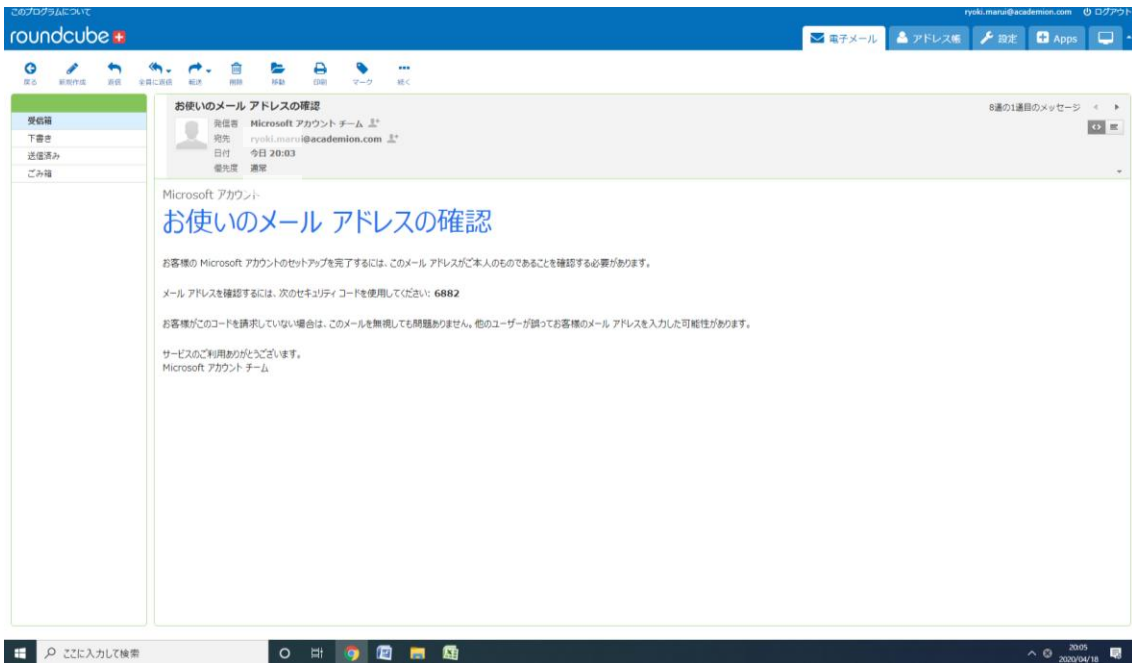 このプログラムについて
ryoki.marui@academion.com ログアウト
roundcube
電子メール アドレス帳 設定 Apps
戻る 新規作成 返信 全員に返信 転送 削除 移動 印刷 マーク 続く
受信箱
下書き
送信済み
ごみ箱
お使いのメール アドレスの確認
8通の1通目のメッセージ
発信者 Microsoft アカウント チーム
宛先 ryoki.marui@academion.com
日付 今日 20:03
優先度 通常
Microsoft アカウント
お使いのメール アドレスの確認
お客様の Microsoft アカウントのセットアップを完了するには、このメール アドレスがご本人のものであることを確認する必要があります。
メール アドレスを確認するには、次のセキュリティ コードを使用してください: 6882
お客様がこのコードを請求していない場合は、このメールを無視しても問題ありません。他のユーザーが誤ってお客様のメール アドレスを入力した可能性があります。
サービスのご利用ありがとうございます。
Microsoft アカウント チーム
ここに入力して検索
20:05
2020/04/18